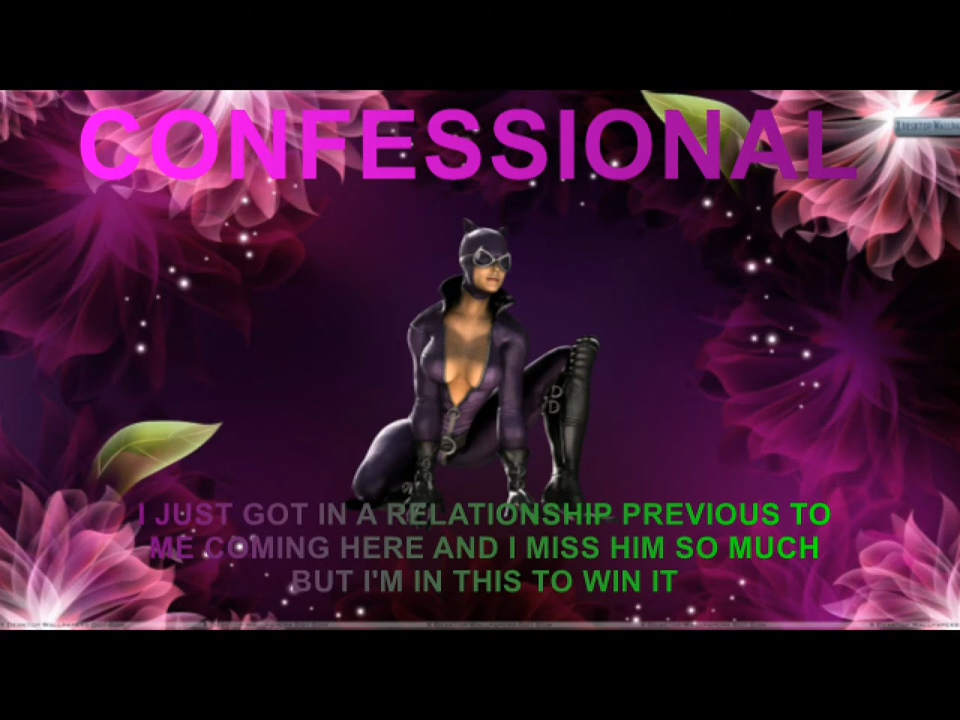 CONFESSIONAL
I JUST GOT IN A RELATIONSHIP PREVIOUS TO
ME COMING HERE AND I MISS HIM SO MUCH
BUT I'M IN THIS TO WIN IT